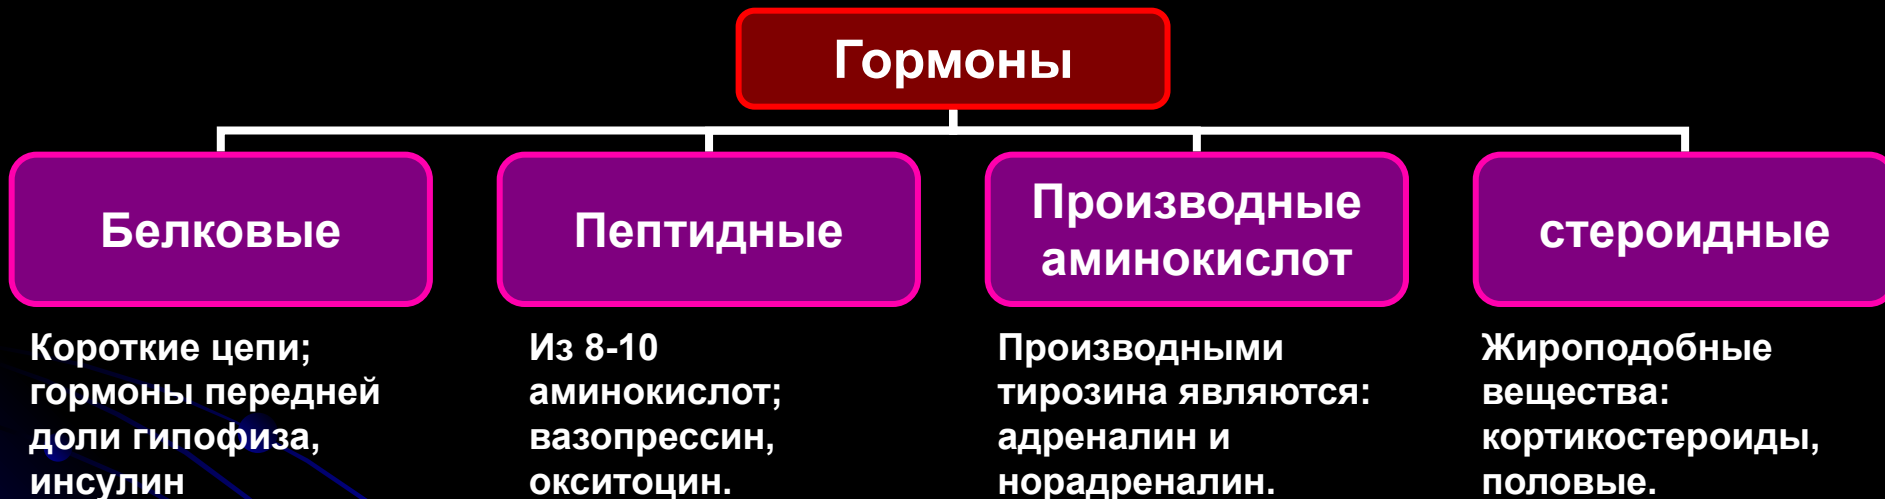 Гормоны
Белковые
Пептидные
Производные
аминокислот
стероидные
Короткие цепи;
гормоны передней
доли гипофиза,
инсулин
Из 8-10
аминокислот;
вазопрессин,
окситоцин.
Производными
тирозина являются:
адреналин и
норадреналин.
Жироподобные
вещества:
кортикостероиды,
половые.